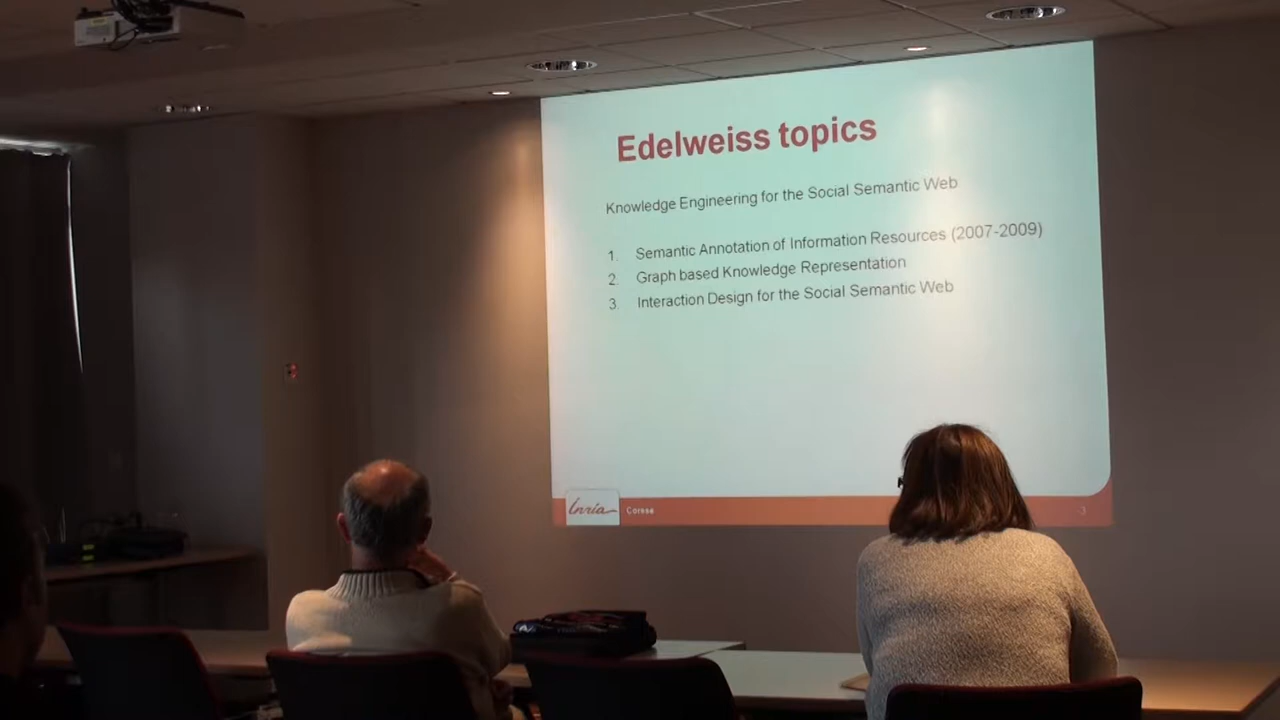 Edelweiss topics
Knowledge Engineering for the Social Semantic Web
1. Semantic Annotation of Information Resources (2007-2009)
2. Graph based Knowledge Representation
3. Interaction Design for the Social Semantic Web
Inria Corese 3